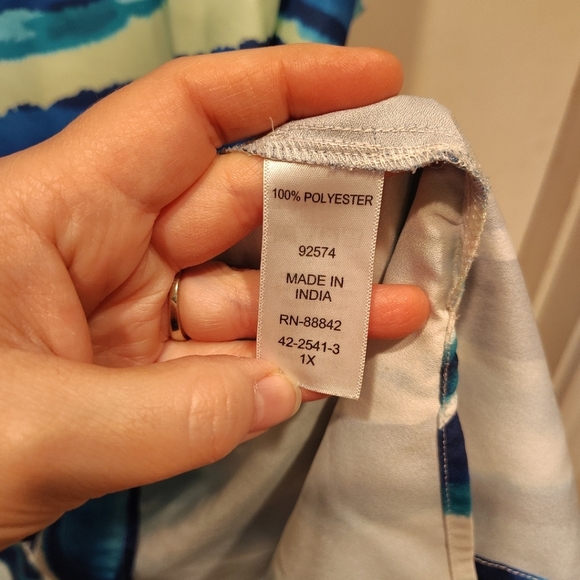 100% POLYESTER
92574
MADE IN
INDIA
RN-88842
42-2541-3
1X